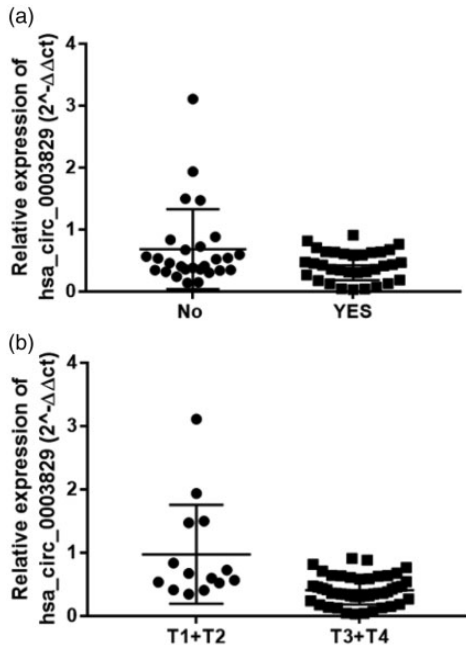 (a)
Relative expression of
hsa_circ_0003829 (2^-ΔΔct)
4
3
2
1
0
No YES
(b)
Relative expression of
hsa_circ_0003829 (2^-ΔΔct)
4
3
2
1
0
T1+T2 T3+T4